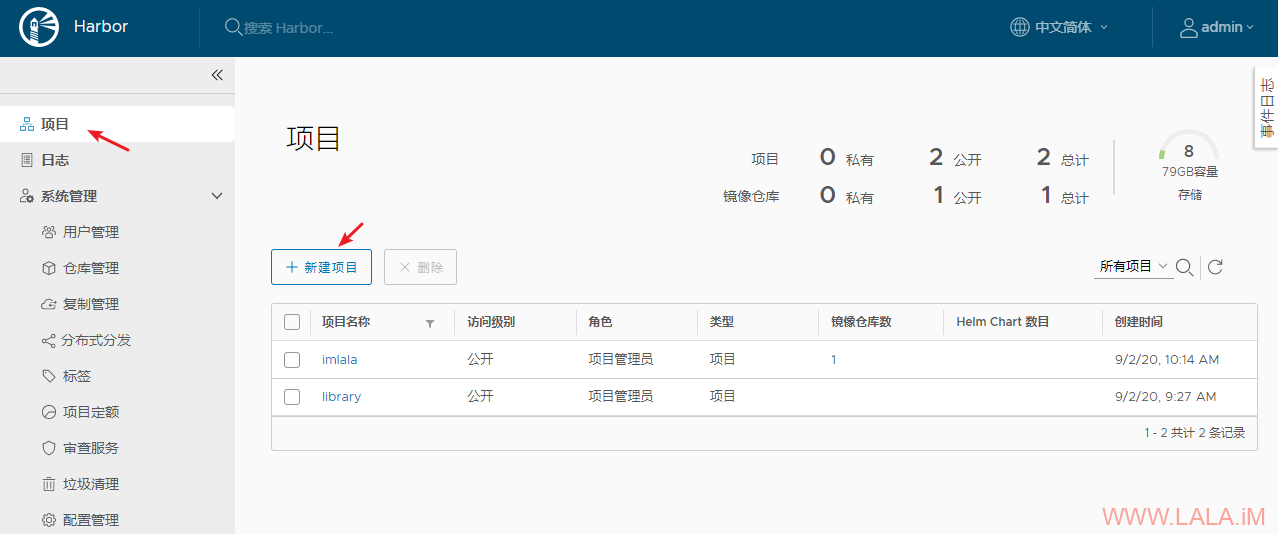 Harbor
搜索 Harbor...
中文简体
admin
项目
日志
系统管理
用户管理
仓库管理
复制管理
分布式分发
标签
项目定额
审查服务
垃圾清理
配置管理
项目
项目 0 私有 2 公开 2 总计
镜像仓库 0 私有 1 公开 1 总计
8
79GB容量
存储
事件日志
新建项目
删除
所有项目
项目名称 访问级别 角色 类型 镜像仓库数 Helm Chart 数目 创建时间
imlala 公开 项目管理员 项目 1 9/2/20, 10:14 AM
library 公开 项目管理员 项目 9/2/20, 9:27 AM
1 - 2 共计 2 条记录
WWW.LALA.iM